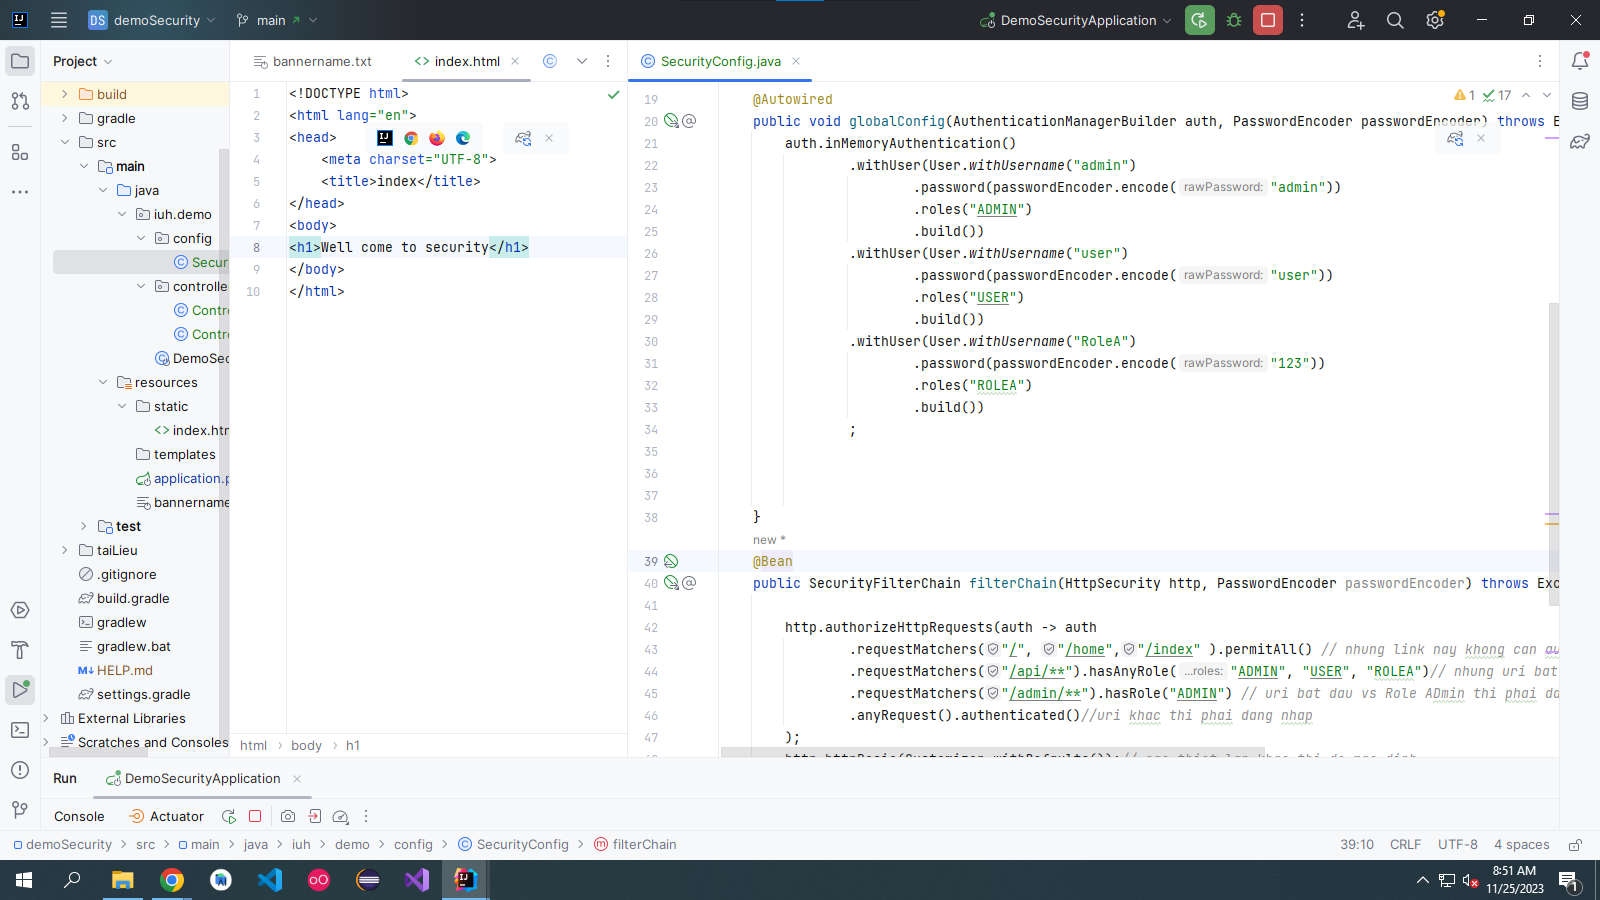 DS demoSecurity main DemoSecurityApplication
Project
build
gradle
src
main
java
iuh.demo
config
Secur
controlle
Contr
Contr
DemoSec
resources
static
index.htm
templates
application.p
bannername
test
taiLieu
.gitignore
build.gradle
gradlew
gradlew.bat
M↓ HELP.md
settings.gradle
External Libraries
Scratches and Consoles
bannername.txt index.html
1 <!DOCTYPE html>
2 <html lang="en">
3 <head>
4 <meta charset="UTF-8">
5 <title>index</title>
6 </head>
7 <body>
8 <h1>Well come to security</h1>
9 </body>
10 </html>
html › body › h1
SecurityConfig.java
1 17
19 @Autowired
20 public void globalConfig(AuthenticationManagerBuilder auth, PasswordEncoder passwordEncoder) throws E
21 auth.inMemoryAuthentication()
22 .withUser(User.withUsername("admin")
23 .password(passwordEncoder.encode( rawPassword: "admin"))
24 .roles("ADMIN")
25 .build())
26 .withUser(User.withUsername("user")
27 .password(passwordEncoder.encode( rawPassword: "user"))
28 .roles("USER")
29 .build())
30 .withUser(User.withUsername("RoleA")
31 .password(passwordEncoder.encode( rawPassword: "123"))
32 .roles("ROLEA")
33 .build())
34 ;
35
36
37
38 }
new *
39 @Bean
40 public SecurityFilterChain filterChain(HttpSecurity http, PasswordEncoder passwordEncoder) throws Exc
41
42 http.authorizeHttpRequests(auth -> auth
43 .requestMatchers("/", "/home","/index" ).permitAll() // nhung link nay khong can au
44 .requestMatchers("/api/**").hasAnyRole( ...roles: "ADMIN", "USER", "ROLEA")// nhung uri bat
45 .requestMatchers("/admin/**").hasRole("ADMIN") // uri bat dau vs Role ADmin thi phai da
46 .anyRequest().authenticated()//uri khac thi phai dang nhap
47 );
Run DemoSecurityApplication
Console Actuator
demoSecurity › src › main › java › iuh › demo › config › SecurityConfig › filterChain
39:10 CRLF UTF-8 4 spaces
8:51 AM
11/25/2023
1